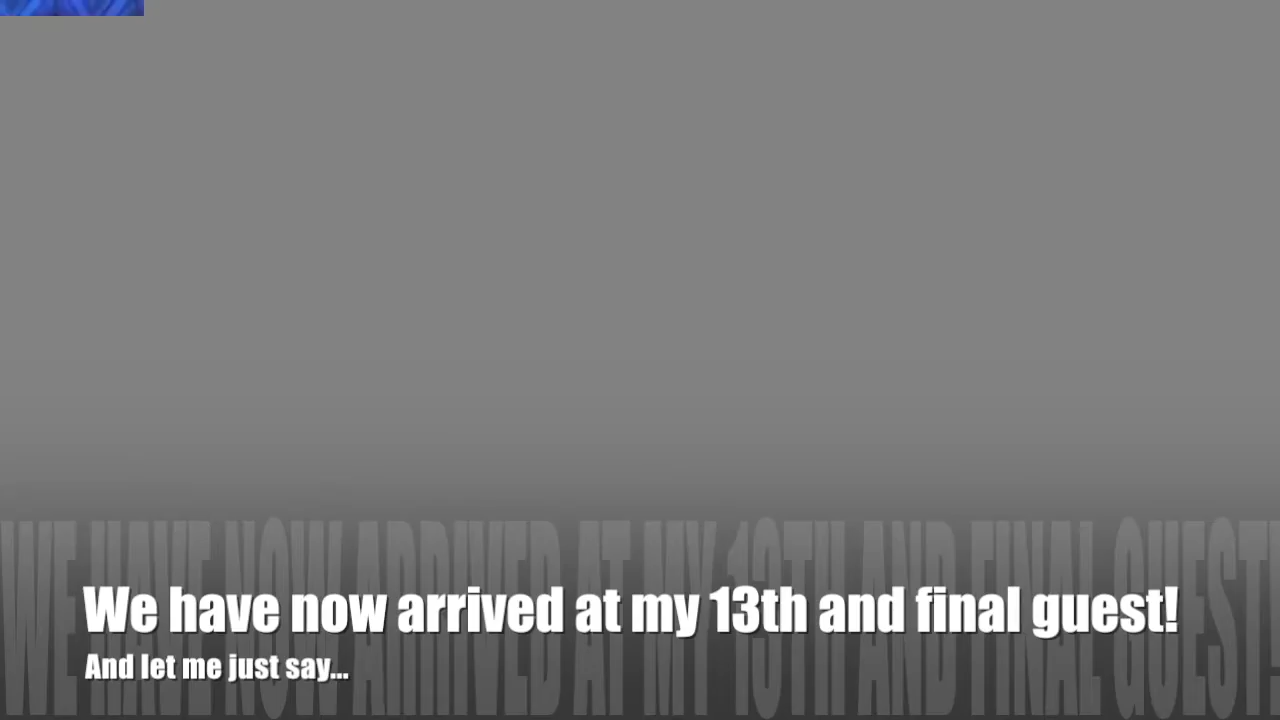 WE HAVE NOW ARRIVED AT MY 13TH AND FINAL GUEST!
We have now arrived at my 13th and final guest!
And let me just say...